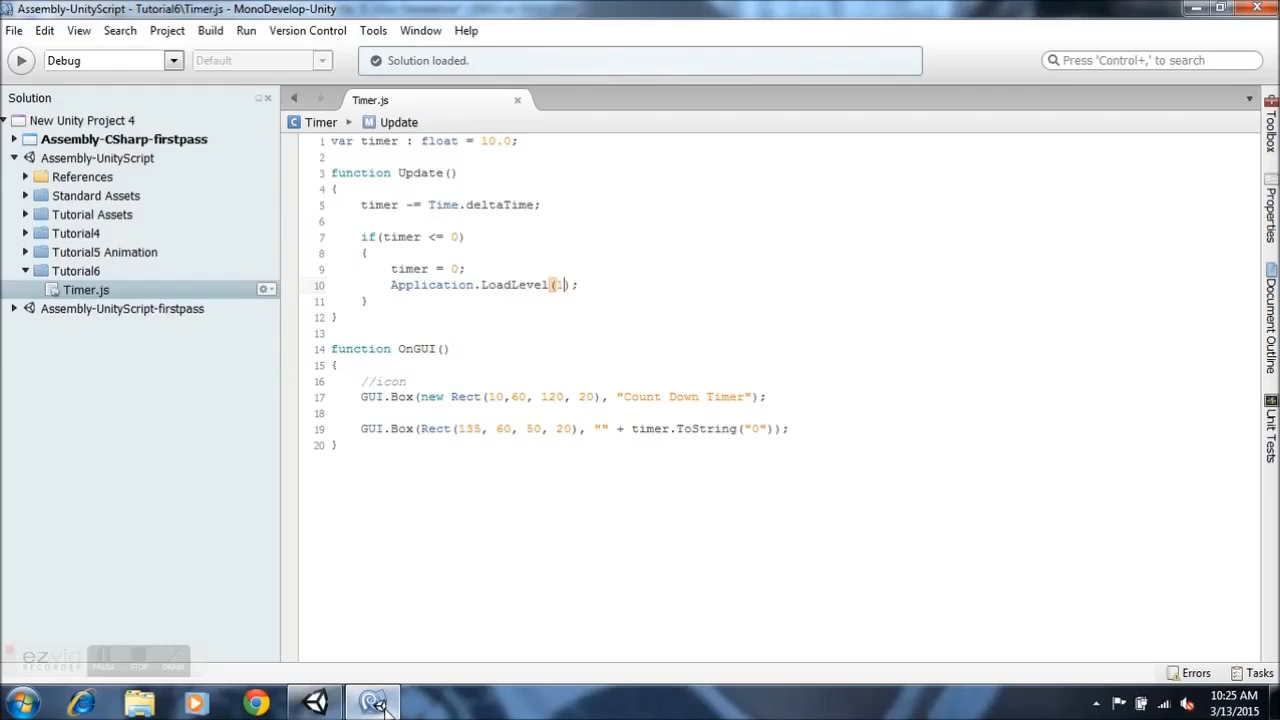 Assembly-UnityScript - Tutorial6\Timer.js - MonoDevelop-Unity
File Edit View Search Project Build Run Version Control Tools Window Help
Debug Default Solution loaded. Press 'Control+,' to search
Solution
New Unity Project 4
Assembly-CSharp-firstpass
Assembly-UnityScript
References
Standard Assets
Tutorial Assets
Tutorial4
Tutorial5 Animation
Tutorial6
Timer.js
Assembly-UnityScript-firstpass
Timer.js
C Timer M Update
1 var timer : float = 10.0;
2
3 function Update()
4 {
5 timer -= Time.deltaTime;
6
7 if(timer <= 0)
8 {
9 timer = 0;
10 Application.LoadLevel(1);
11 }
12 }
13
14 function OnGUI()
15 {
16 //icon
17 GUI.Box(new Rect(10,60, 120, 20), "Count Down Timer");
18
19 GUI.Box(Rect(135, 60, 50, 20), "" + timer.ToString("0"));
20 }
Toolbox
Properties
Document Outline
Unit Tests
ezvid
RECORDER
PAUSE STOP DRAW
Errors Tasks
10:25 AM
3/13/2015